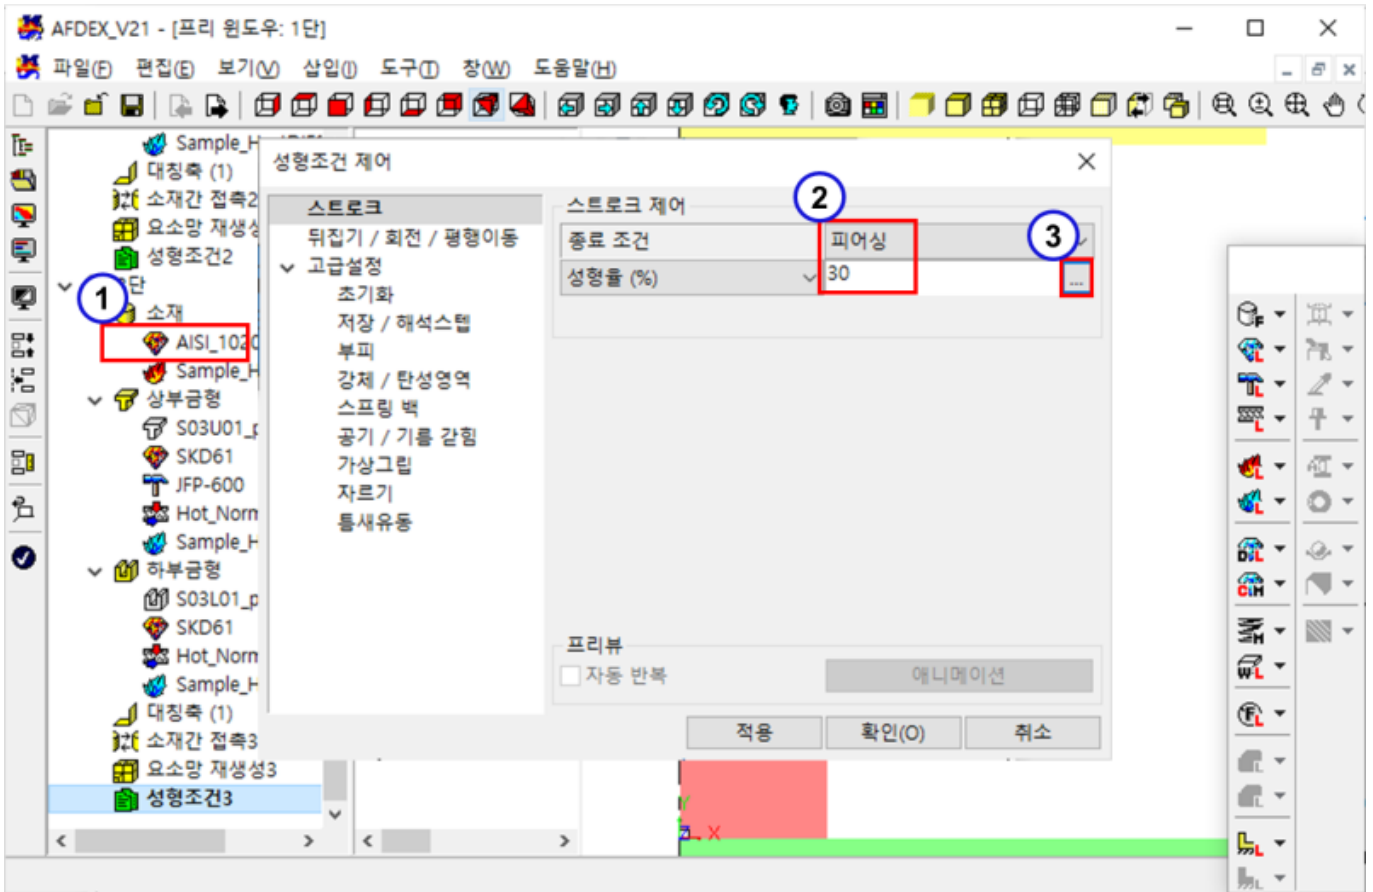 AFDEX_V21 - [프리 윈도우: 1단]
파일(F) 편집(E) 보기(V) 삽입(I) 도구(T) 창(W) 도움말(H)
Sample_H
대칭축 (1)
소재간 접촉2
요소망 재생성
성형조건2
단
소재
AISI_1020
Sample_H
상부금형
S03U01_p
SKD61
JFP-600
Hot_Norm
Sample_H
하부금형
S03L01_p
SKD61
Hot_Norm
Sample_H
대칭축 (1)
소재간 접촉3
요소망 재생성3
성형조건3
1
성형조건 제어
스트로크
뒤집기 / 회전 / 평행이동
고급설정
초기화
저장 / 해석스텝
부피
강체 / 탄성영역
스프링 백
공기 / 기름 갇힘
가상그립
자르기
틈새유동
스트로크 제어
2
종료 조건 피어싱
3
성형률 (%) 30 ...
프리뷰
자동 반복 애니메이션
적용 확인(O) 취소
Y
Z X